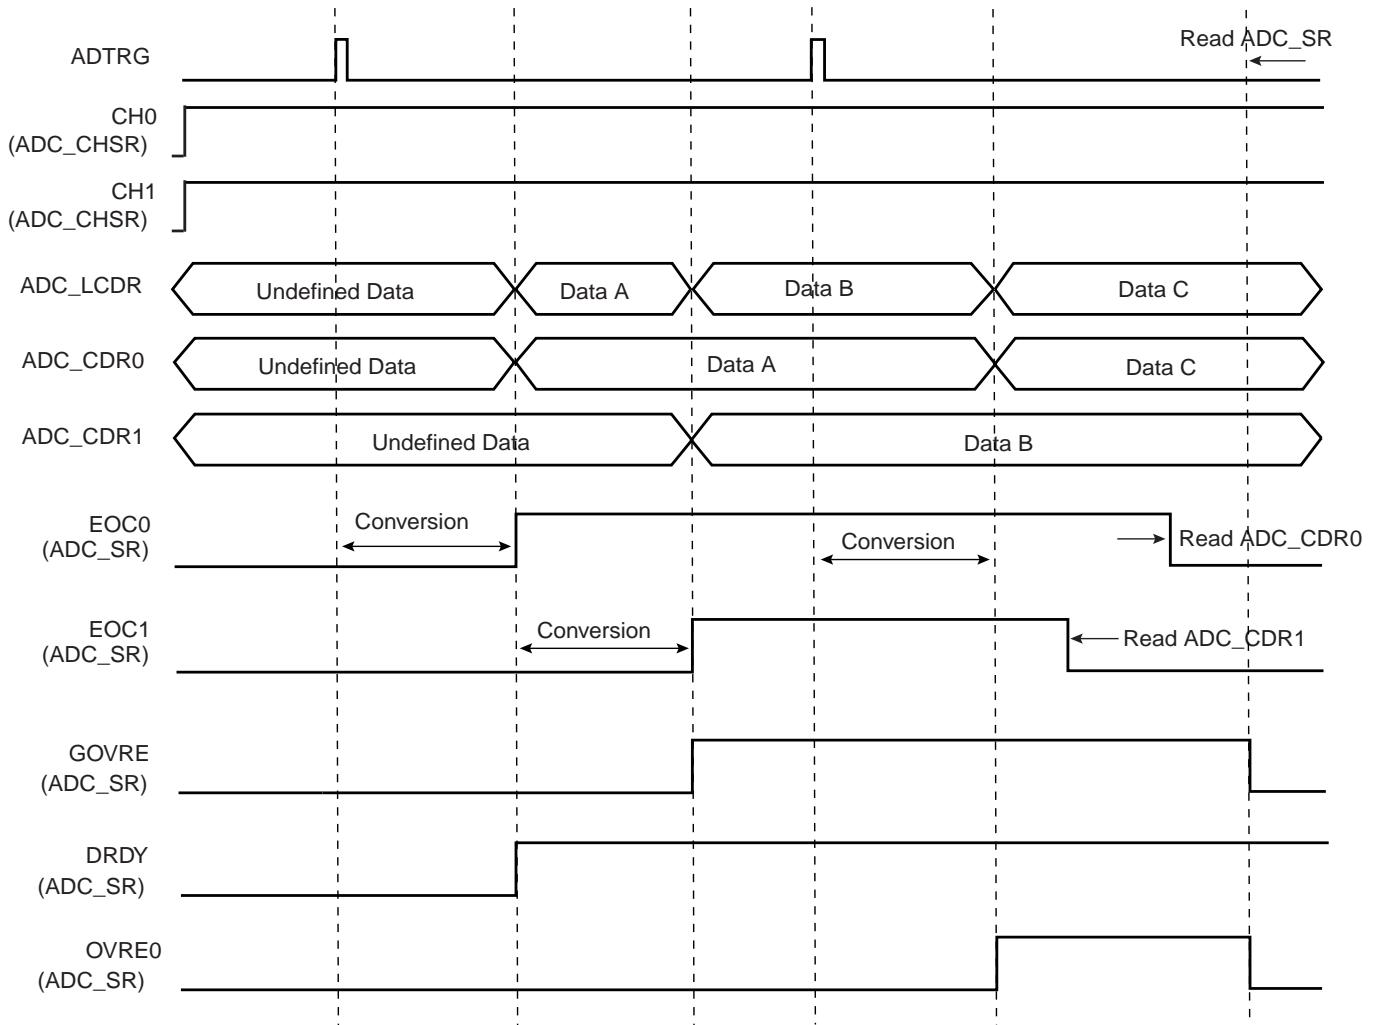 Read ADC_SR
ADTRG
CH0
(ADC_CHSR)
CH1
(ADC_CHSR)
ADC_LCDR
Undefined Data
Data A
Data B
Data C
ADC_CDR0
Undefined Data
Data A
Data C
ADC_CDR1
Undefined Data
Data B
EOC0
(ADC_SR)
Conversion
Conversion
Read ADC_CDR0
EOC1
(ADC_SR)
Conversion
Read ADC_CDR1
GOVRE
(ADC_SR)
DRDY
(ADC_SR)
OVRE0
(ADC_SR)